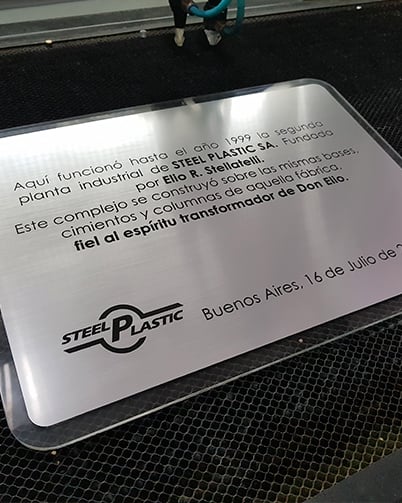 Aquí funcionó hasta el año 1999 la segunda
planta industrial de STEEL PLASTIC SA. Fundada
por Elio R. Stellatelli.
Este complejo se construyó sobre las mismas bases,
cimientos y columnas de aquella fábrica.
fiel al espíritu transformador de Don Elio.
STEEL PLASTIC
Buenos Aires, 16 de Julio de